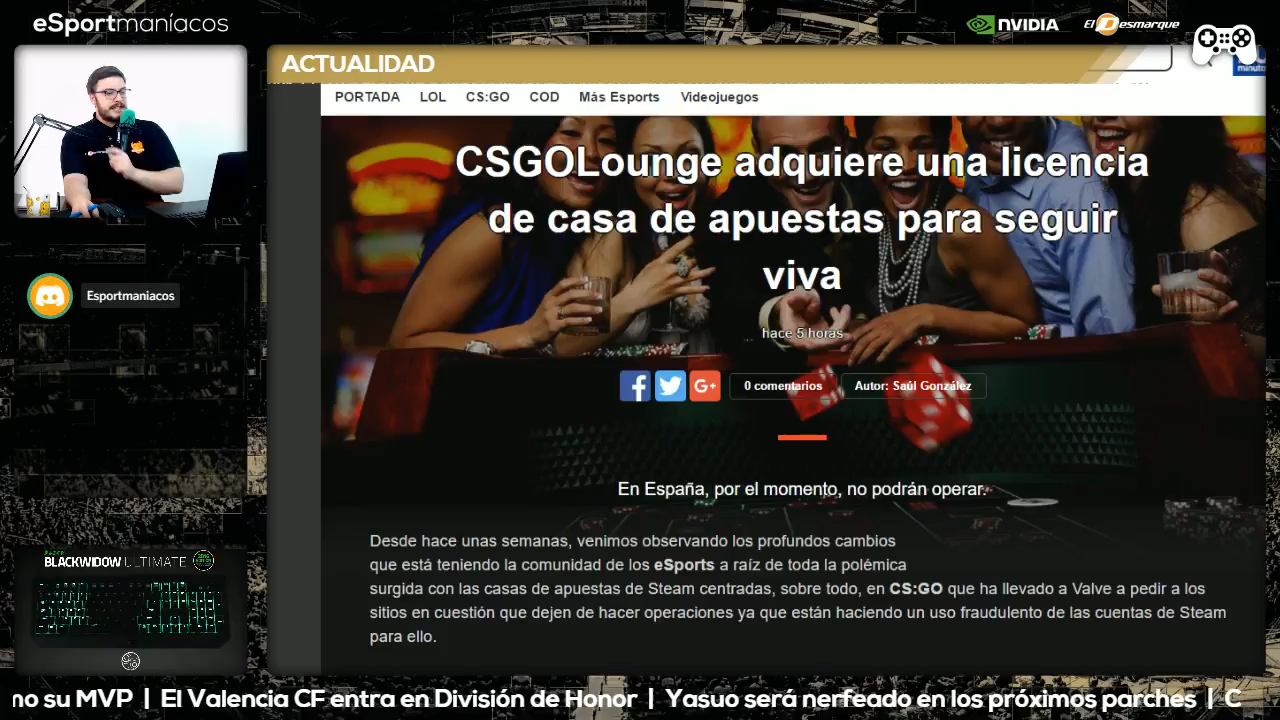 eSportmaníacos
NVIDIA
El Desmarque
ACTUALIDAD
minuto
PORTADA LOL CS:GO COD Más Esports Videojuegos
CSGOLounge adquiere una licencia
de casa de apuestas para seguir
viva
hace 5 horas
0 comentarios
Autor: Saúl González
En España, por el momento, no podrán operar.
Desde hace unas semanas, venimos observando los profundos cambios
que está teniendo la comunidad de los eSports a raíz de toda la polémica
surgida con las casas de apuestas de Steam centradas, sobre todo, en CS:GO que ha llevado a Valve a pedir a los
sitios en cuestión que dejen de hacer operaciones ya que están haciendo un uso fraudulento de las cuentas de Steam
para ello.
Esportmaniacos
RAZER
BLACKWIDOW ULTIMATE
no su MVP | El Valencia CF entra en División de Honor | Yasuo será nerfeado en los próximos parches | C